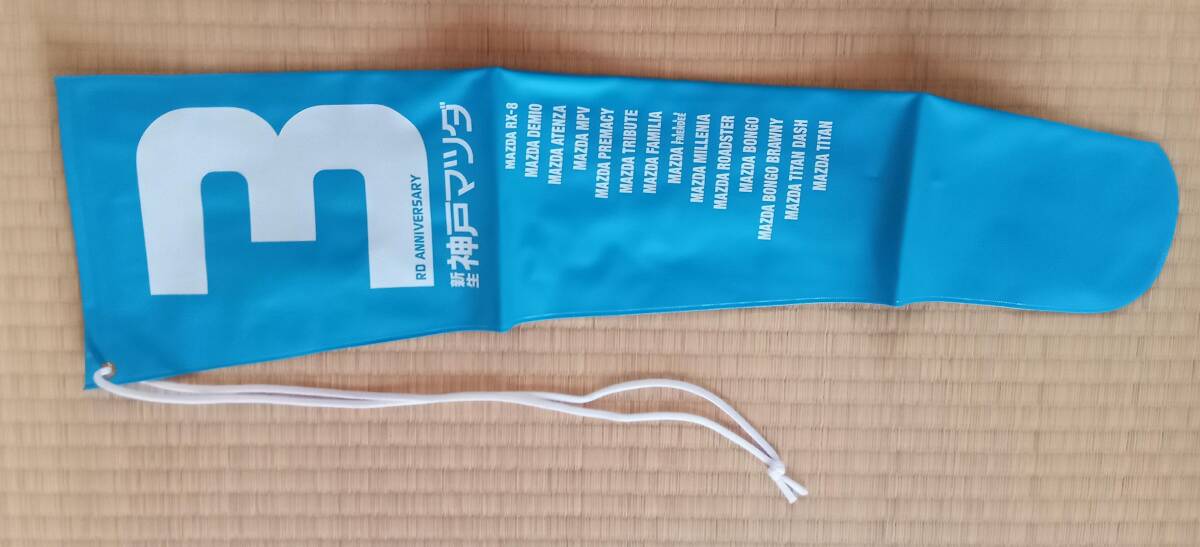 3
RD ANNIVERSARY
新生 神戸マツダ
MAZDA RX-8
MAZDA DEMIO
MAZDA ATENZA
MAZDA MPV
MAZDA PREMACY
MAZDA TRIBUTE
MAZDA FAMILIA
MAZDA
MAZDA MILLENIA
MAZDA ROADSTER
MAZDA BONGO
MAZDA BONGO BRAWNY
MAZDA TITAN DASH
MAZDA TITAN